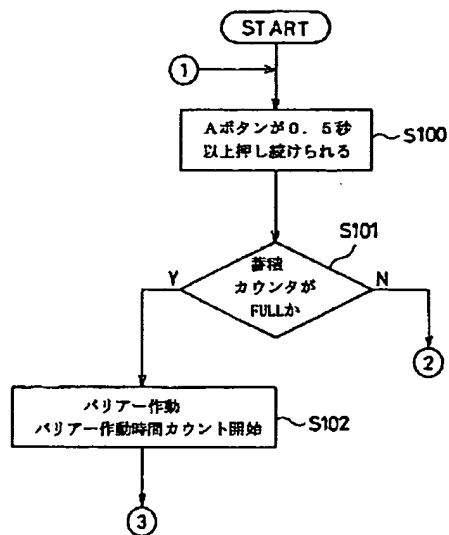 START
①
Aボタンが0.5秒
以上押し続けられる
S100
S101
蓄積
カウンタが
FULLか
Y
N
②
バリアー作動
バリアー作動時間カウント開始
S102
③